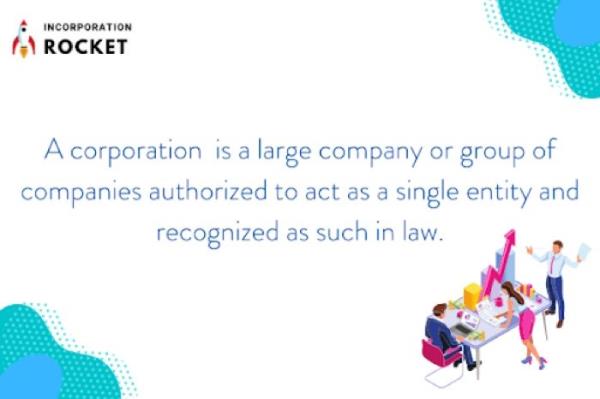 INCORPORATION
ROCKET
A corporation is a large company or group of
companies authorized to act as a single entity and
recognized as such in law.